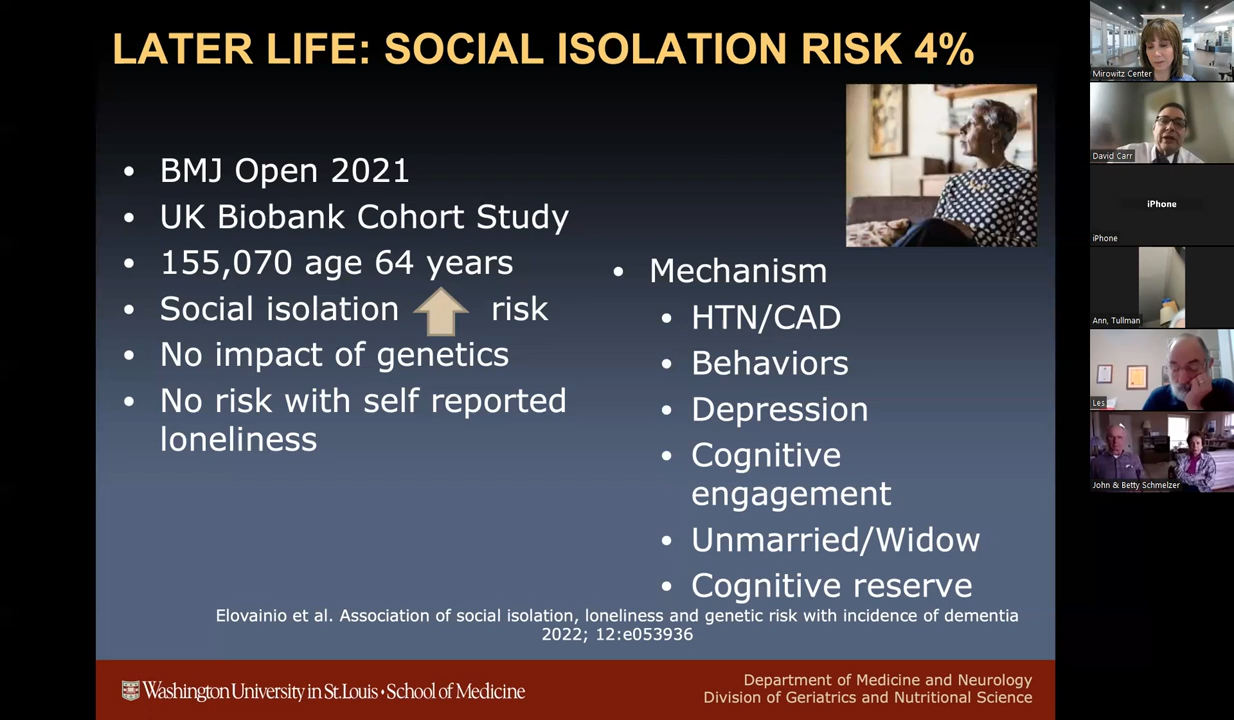 LATER LIFE: SOCIAL ISOLATION RISK 4%
• BMJ Open 2021
• UK Biobank Cohort Study
• 155,070 age 64 years
• Social isolation risk
• No impact of genetics
• No risk with self reported
loneliness
• Mechanism
• HTN/CAD
• Behaviors
• Depression
• Cognitive
engagement
• Unmarried/Widow
• Cognitive reserve
Elovainio et al. Association of social isolation, loneliness and genetic risk with incidence of dementia
2022; 12:e053936
Washington University in St. Louis • School of Medicine
Department of Medicine and Neurology
Division of Geriatrics and Nutritional Science
Mirowitz Center
David Carr
iPhone
iPhone
Ann, Tullman
Les
John & Betty Schmelzer